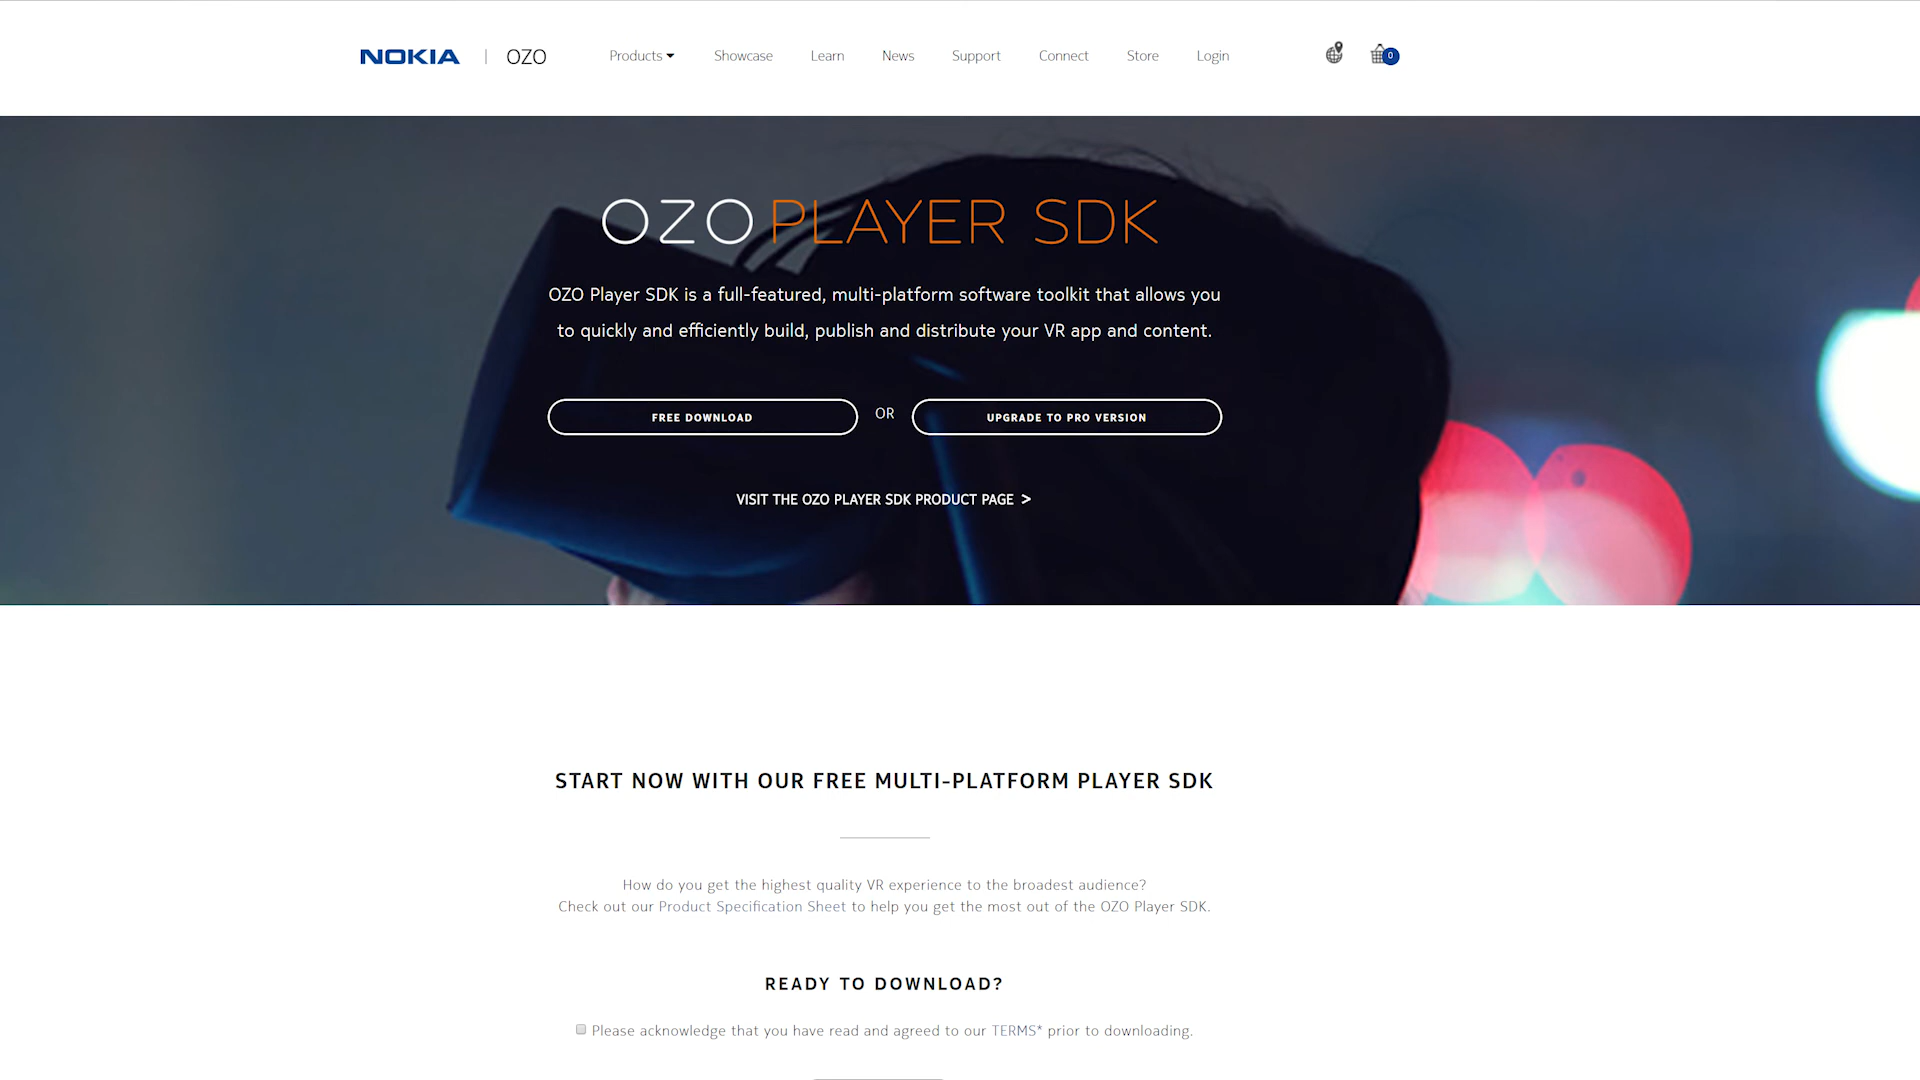 NOKIA | OZO Products Showcase Learn News Support Connect Store Login 0
OZO PLAYER SDK
OZO Player SDK is a full-featured, multi-platform software toolkit that allows you
to quickly and efficiently build, publish and distribute your VR app and content.
FREE DOWNLOAD OR UPGRADE TO PRO VERSION
VISIT THE OZO PLAYER SDK PRODUCT PAGE >
START NOW WITH OUR FREE MULTI-PLATFORM PLAYER SDK
How do you get the highest quality VR experience to the broadest audience?
Check out our Product Specification Sheet to help you get the most out of the OZO Player SDK.
READY TO DOWNLOAD?
Please acknowledge that you have read and agreed to our TERMS* prior to downloading.